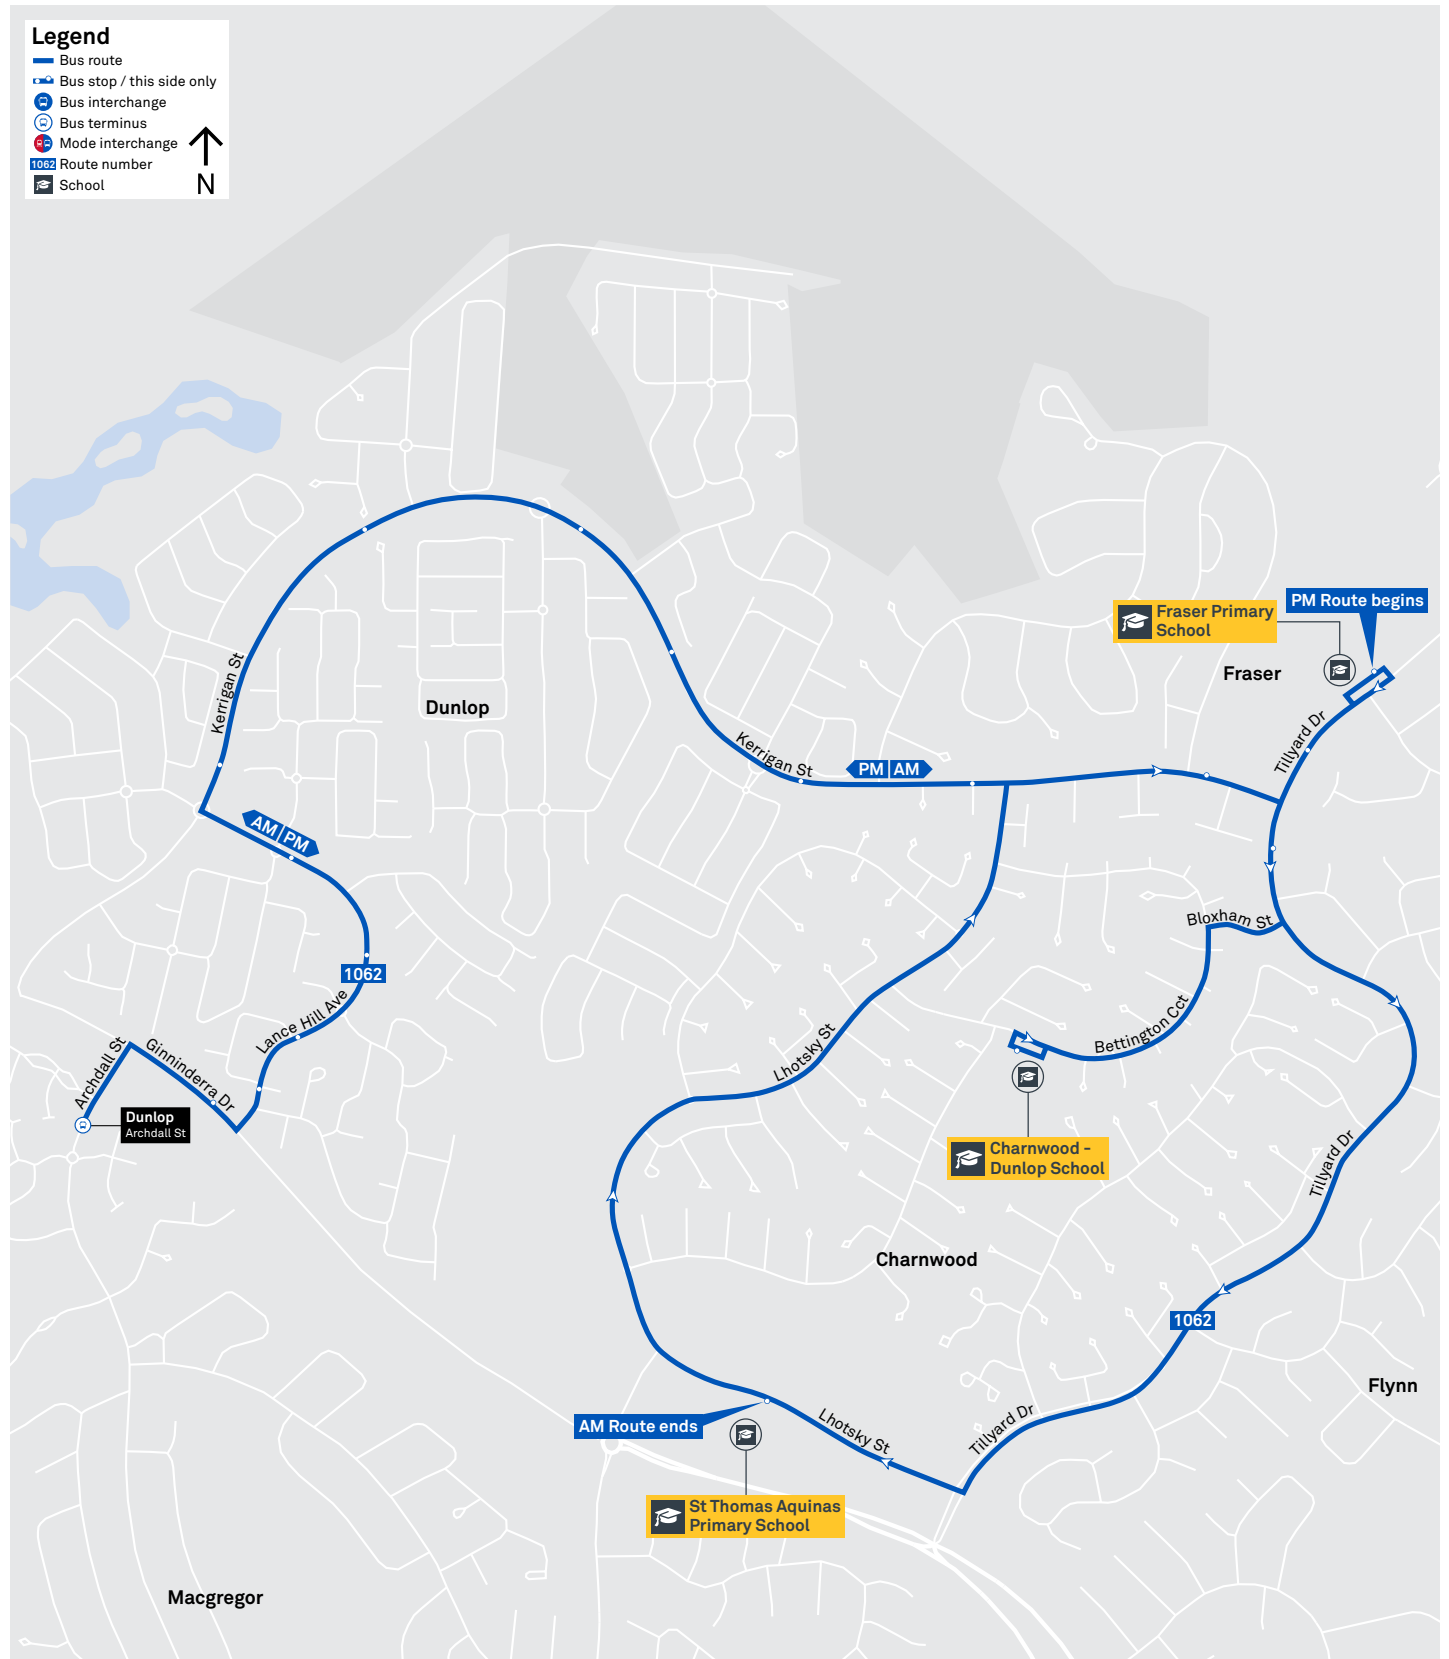 Legend
Bus route
Bus stop / this side only
Bus interchange
Bus terminus
Mode interchange
1062 Route number
School
N
PM Route begins
Fraser Primary
School
Fraser
Tillyard Dr
Kerrigan St
Dunlop
Kerrigan St
PM AM
AM PM
Bloxham St
1062
Lance Hill Ave
Bettington Cct
Lhotsky St
Archdall St
Ginninderra Dr
Dunlop
Archdall St
Charnwood -
Dunlop School
Tillyard Dr
Charnwood
1062
Flynn
AM Route ends
Lhotsky St
Tillyard Dr
St Thomas Aquinas
Primary School
Macgregor